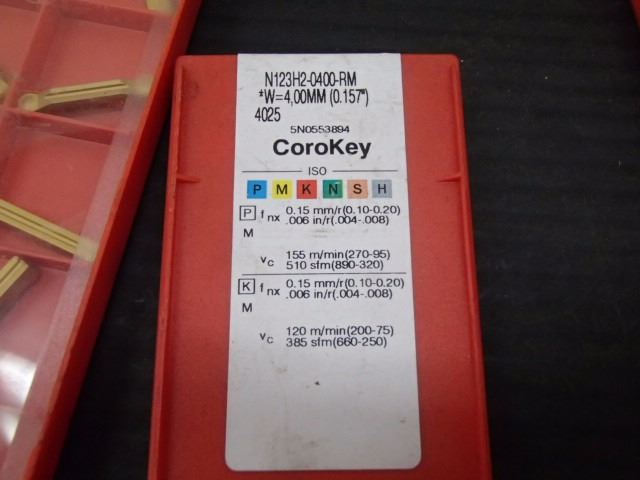 N123H2-0400-RM
*W=4,00MM (0.157")
4025
5N0553894
CoroKey
ISO
P M K N S H
P f nx 0.15 mm/r(0.10-0.20)
.006 in/r(.004-.008)
M
vc 155 m/min(270-95)
510 sfm(890-320)
K f nx 0.15 mm/r(0.10-0.20)
.006 in/r(.004-.008)
M
vc 120 m/min(200-75)
385 sfm(660-250)